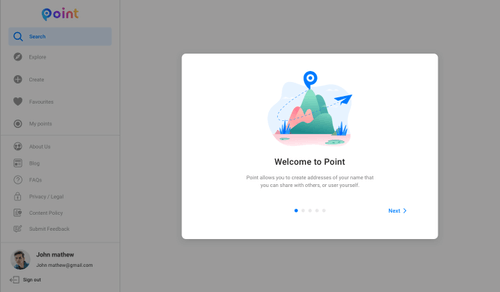 Point
Search
Explore
Create
Favourites
My points
About Us
Blog
FAQs
Privacy / Legal
Content Policy
Submit Feedback
John mathew
John.mathew@gmail.com
Sign out
Welcome to Point
Point allows you to create addresses of your name that
you can share with others, or user yourself.
Next